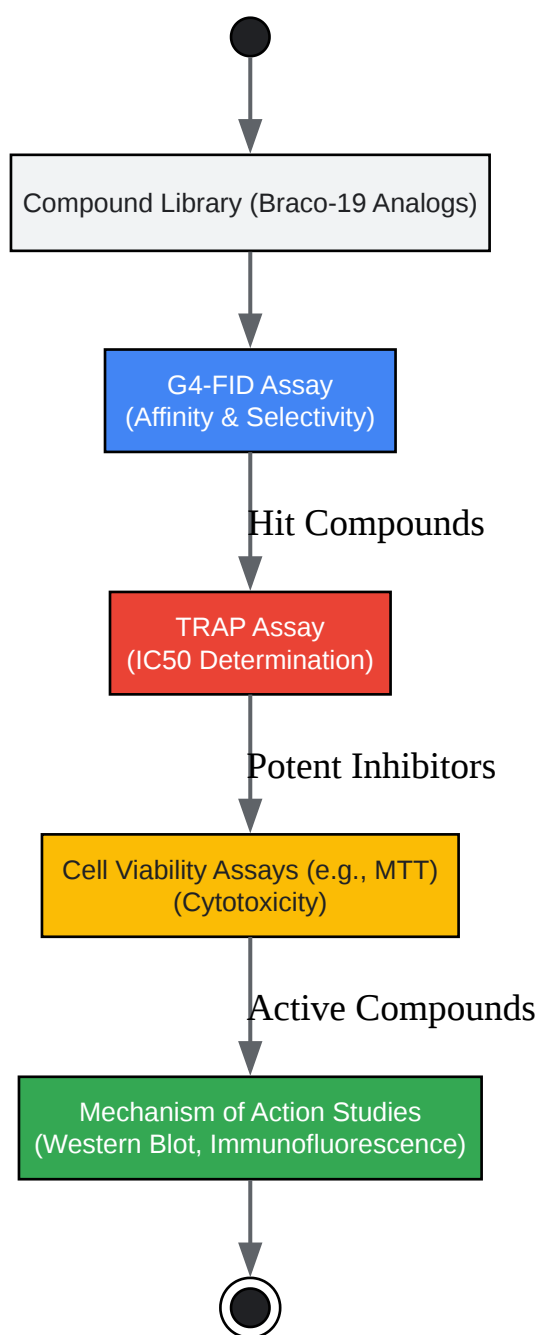 Compound Library (Braco-19 Analogs)
G4-FID Assay
(Affinity & Selectivity)
Hit Compounds
TRAP Assay
(IC50 Determination)
Potent Inhibitors
Cell Viability Assays (e.g., MTT)
(Cytotoxicity)
Active Compounds
Mechanism of Action Studies
(Western Blot, Immunofluorescence)